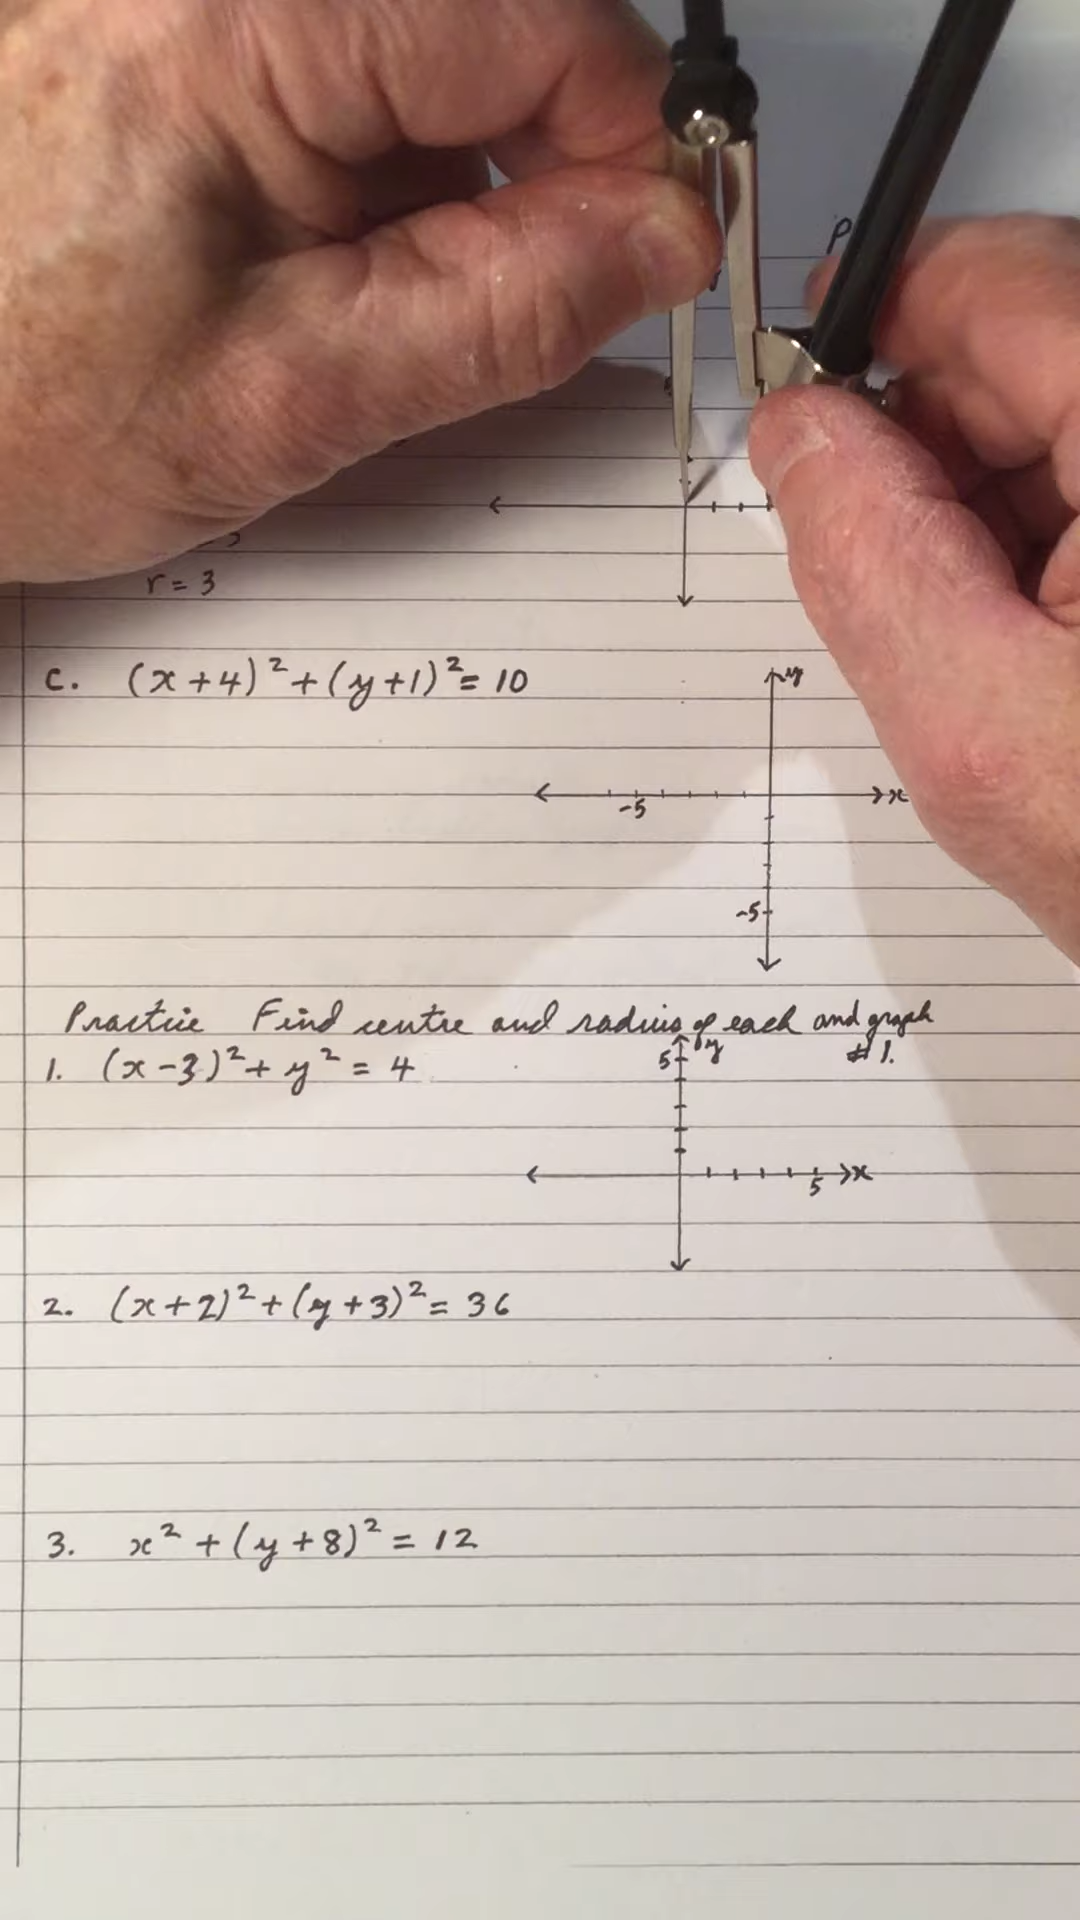 P
r = 3
c. (x+4)² + (y+1)² = 10
y
-5
x
-5
Practice Find centre and radius of each and graph
1. (x-3)² + y² = 4
5 y #1.
5 x
2. (x+2)² + (y+3)² = 36
3. x² + (y+8)² = 12